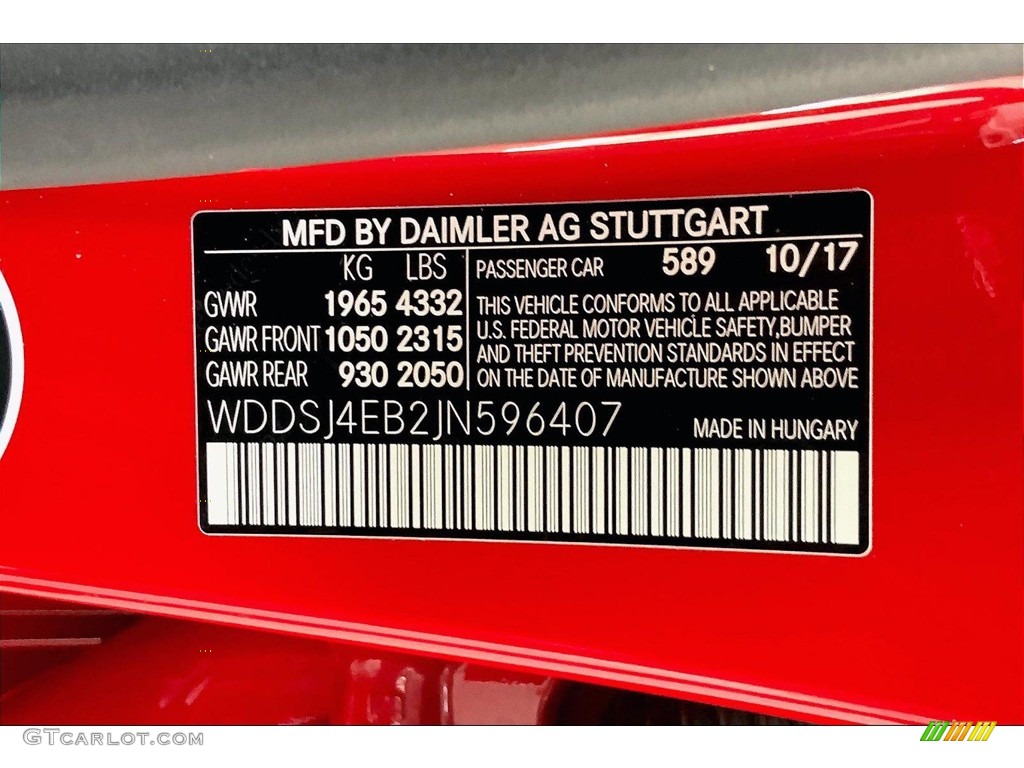 MFD BY DAIMLER AG STUTTGART
KG LBS
GVWR 1965 4332
GAWR FRONT 1050 2315
GAWR REAR 930 2050
PASSENGER CAR 589 10/17
THIS VEHICLE CONFORMS TO ALL APPLICABLE
U.S. FEDERAL MOTOR VEHICLE SAFETY,BUMPER
AND THEFT PREVENTION STANDARDS IN EFFECT
ON THE DATE OF MANUFACTURE SHOWN ABOVE
WDDSJ4EB2JN596407
MADE IN HUNGARY
GTCARLOT.COM